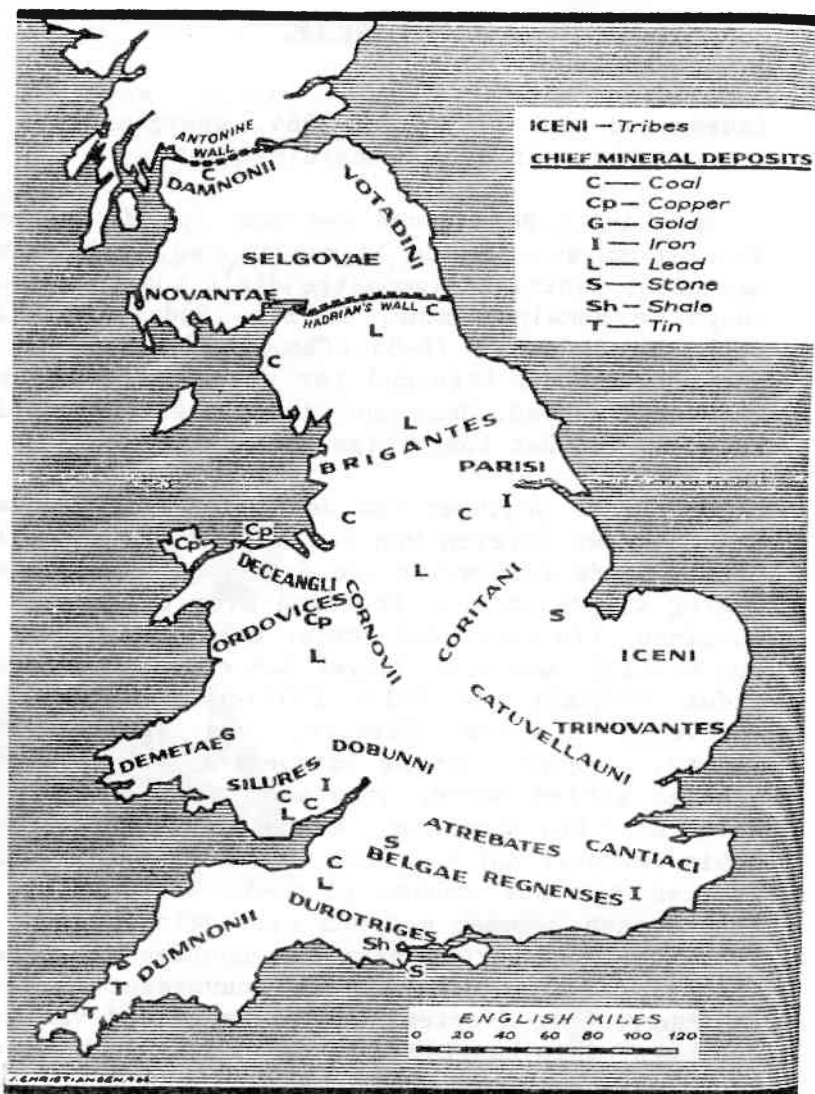 ANTONINE WALL
C
DAMNONII
VOTADINI
SELGOVAE
NOVANTAE
HADRIAN'S WALL
C
L
C
L
BRIGANTES
PARISI
I
C
C
Cp
Cp
L
DECEANGLI
CORNOVII
CORITANI
S
ORDOVICES
Cp
ICENI
L
CATUVELLAUNI
TRINOVANTES
G
DEMETAE
DOBUNNI
SILURES
I
C
C
L
ATREBATES
CANTIACI
S
BELGAE
REGNENSES
I
C
L
DUROTRIGES
DUMNONII
Sh
S
T
T
ICENI — Tribes
CHIEF MINERAL DEPOSITS
C — Coal
Cp — Copper
G — Gold
I — Iron
L — Lead
S — Stone
Sh — Shale
T — Tin
ENGLISH MILES
0 20 40 60 80 100 120